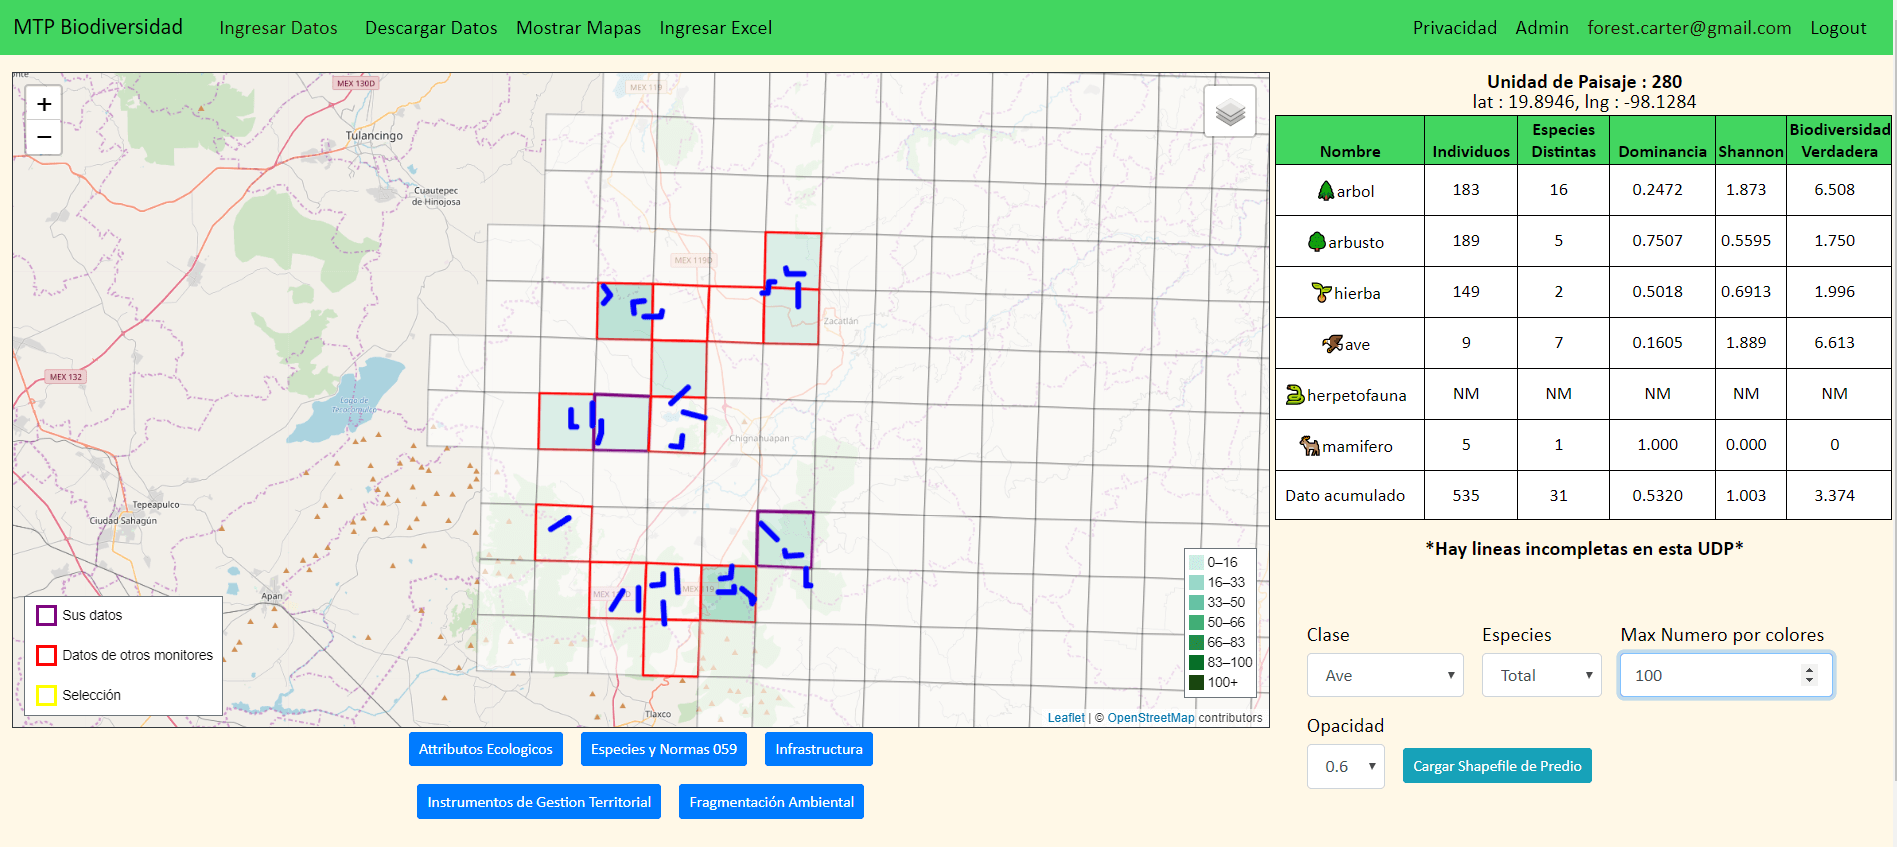 MTP Biodiversidad Ingresar Datos Descargar Datos Mostrar Mapas Ingresar Excel Privacidad Admin forest.carter@gmail.com Logout
+
−
MEX 130D
MEX 119
Tulancingo
Cuautepec
de Hinojosa
MEX 119D
Zacatlán
MEX 132
Lago de
Tecocomulco
Chignahuapan
Tepeapulco
Ciudad Sahagún
Apan
Tlaxco
Sus datos
Datos de otros monitores
Selección
0–16
16–33
33–50
50–66
66–83
83–100
100+
Leaflet | © OpenStreetMap contributors
Unidad de Paisaje : 280
lat : 19.8946, lng : -98.1284
Nombre Individuos Especies Distintas Dominancia Shannon Biodiversidad Verdadera
arbol 183 16 0.2472 1.873 6.508
arbusto 189 5 0.7507 0.5595 1.750
hierba 149 2 0.5018 0.6913 1.996
ave 9 7 0.1605 1.889 6.613
herpetofauna NM NM NM NM NM
mamifero 5 1 1.000 0.000 0
Dato acumulado 535 31 0.5320 1.003 3.374
*Hay lineas incompletas en esta UDP*
Clase Especies Max Numero por colores
Ave Total 100
Opacidad
0.6 Cargar Shapefile de Predio
Attributos Ecologicos Especies y Normas 059 Infrastructura
Instrumentos de Gestion Territorial Fragmentación Ambiental